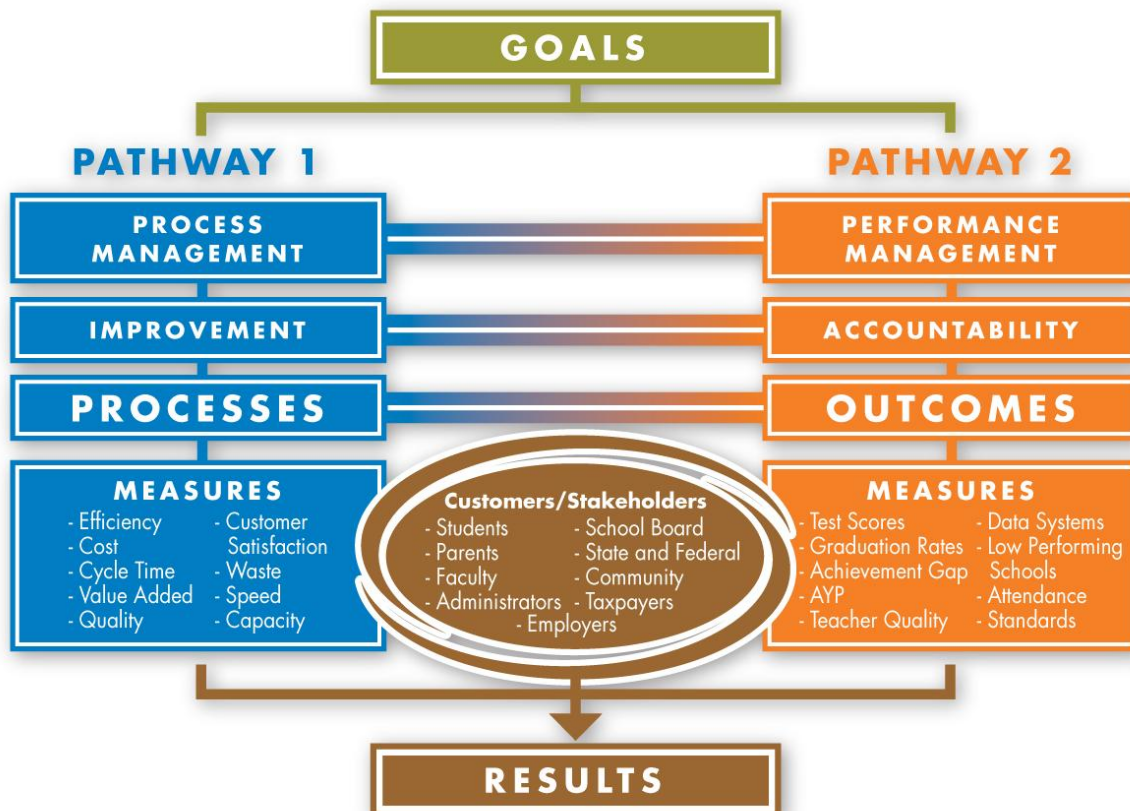 GOALS
PATHWAY 1
PROCESS
MANAGEMENT
IMPROVEMENT
PROCESSES
MEASURES
- Efficiency
- Cost
- Cycle Time
- Value Added
- Quality
- Customer
Satisfaction
- Waste
- Speed
- Capacity
PATHWAY 2
PERFORMANCE
MANAGEMENT
ACCOUNTABILITY
OUTCOMES
MEASURES
- Test Scores
- Graduation Rates
- Achievement Gap
- AYP
- Teacher Quality
- Data Systems
- Low Performing
Schools
- Attendance
- Standards
Customers/Stakeholders
- Students
- Parents
- Faculty
- Administrators
- School Board
- State and Federal
- Community
- Taxpayers
- Employers
RESULTS